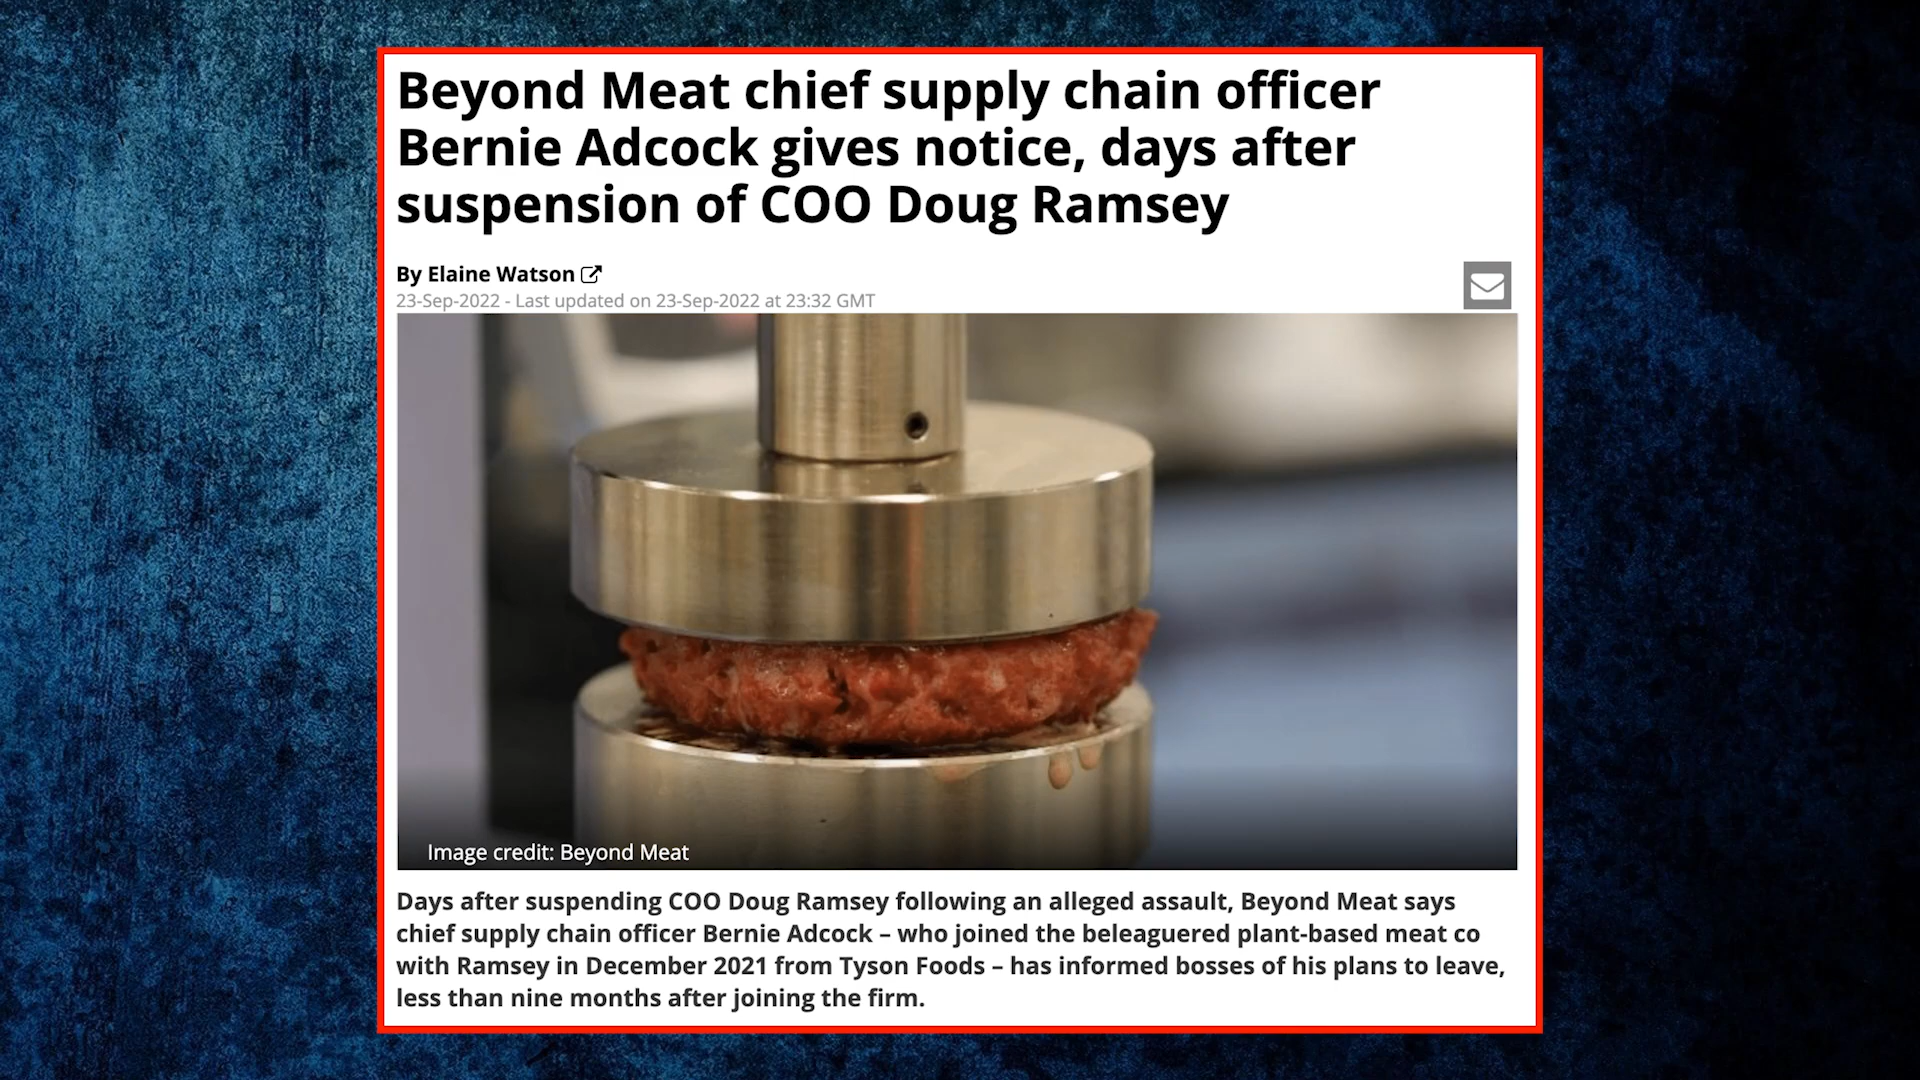 Beyond Meat chief supply chain officer
Bernie Adcock gives notice, days after
suspension of COO Doug Ramsey
By Elaine Watson
23-Sep-2022 - Last updated on 23-Sep-2022 at 23:32 GMT
Image credit: Beyond Meat
Days after suspending COO Doug Ramsey following an alleged assault, Beyond Meat says
chief supply chain officer Bernie Adcock – who joined the beleaguered plant-based meat co
with Ramsey in December 2021 from Tyson Foods – has informed bosses of his plans to leave,
less than nine months after joining the firm.